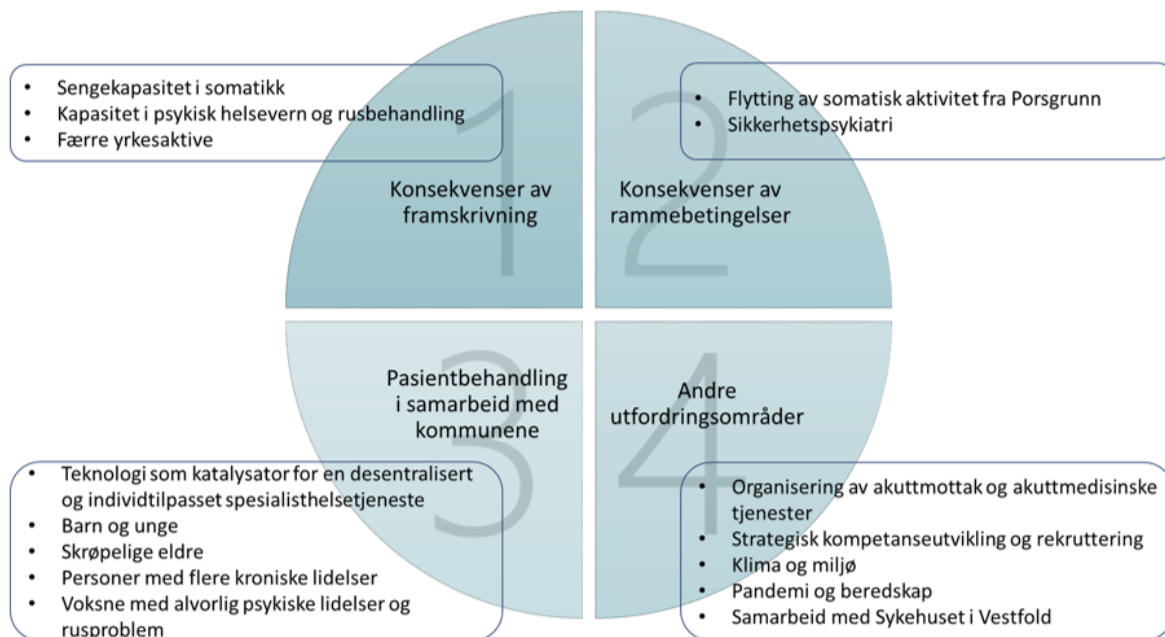 1
• Sengekapasitet i somatikk
• Kapasitet i psykisk helsevern og rusbehandling
• Færre yrkesaktive
Konsekvenser av
framskrivning
2
• Flytting av somatisk aktivitet fra Porsgrunn
• Sikkerhetspsykiatri
Konsekvenser av
rammebetingelser
3
Pasientbehandling
i samarbeid med
kommunene
• Teknologi som katalysator for en desentralisert
og individtilpasset spesialisthelsetjeneste
• Barn og unge
• Skrøpelige eldre
• Personer med flere kroniske lidelser
• Voksne med alvorlig psykiske lidelser og
rusproblem
4
Andre
utfordringsområder
• Organisering av akuttmottak og akuttmedisinske
tjenester
• Strategisk kompetanseutvikling og rekruttering
• Klima og miljø
• Pandemi og beredskap
• Samarbeid med Sykehuset i Vestfold